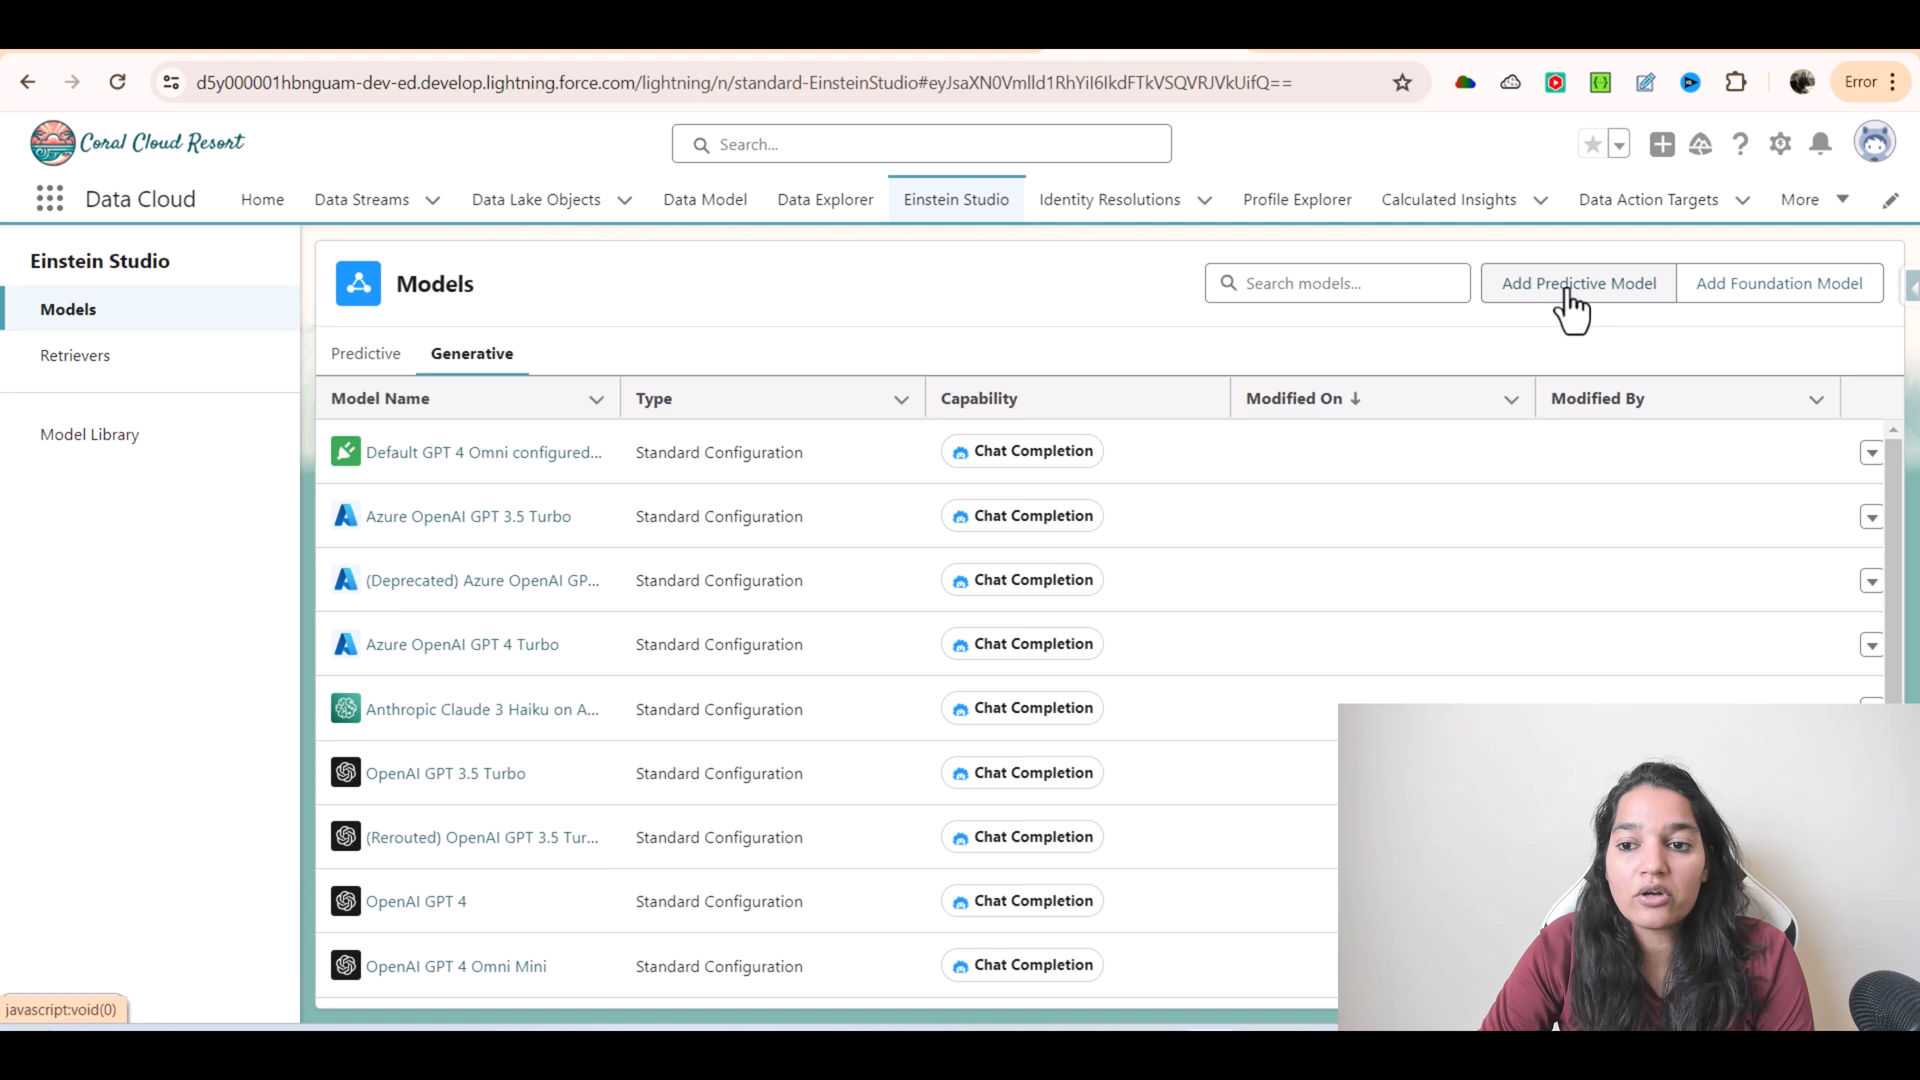 d5y000001hbnguam-dev-ed.develop.lightning.force.com/lightning/n/standard-EinsteinStudio#eyJsaXN0Vmlld1RhYiI6IkdFTkVSQVRJVkUifQ==
Error
Coral Cloud Resort
Search...
Data Cloud
Home
Data Streams
Data Lake Objects
Data Model
Data Explorer
Einstein Studio
Identity Resolutions
Profile Explorer
Calculated Insights
Data Action Targets
More
Einstein Studio
Models
Retrievers
Model Library
Models
Search models...
Add Predictive Model
Add Foundation Model
Predictive
Generative
Model Name
Type
Capability
Modified On
Modified By
Default GPT 4 Omni configured...
Standard Configuration
Chat Completion
Azure OpenAI GPT 3.5 Turbo
Standard Configuration
Chat Completion
(Deprecated) Azure OpenAI GP...
Standard Configuration
Chat Completion
Azure OpenAI GPT 4 Turbo
Standard Configuration
Chat Completion
Anthropic Claude 3 Haiku on A...
Standard Configuration
Chat Completion
OpenAI GPT 3.5 Turbo
Standard Configuration
Chat Completion
(Rerouted) OpenAI GPT 3.5 Tur...
Standard Configuration
Chat Completion
OpenAI GPT 4
Standard Configuration
Chat Completion
OpenAI GPT 4 Omni Mini
Standard Configuration
Chat Completion
javascript:void(0)